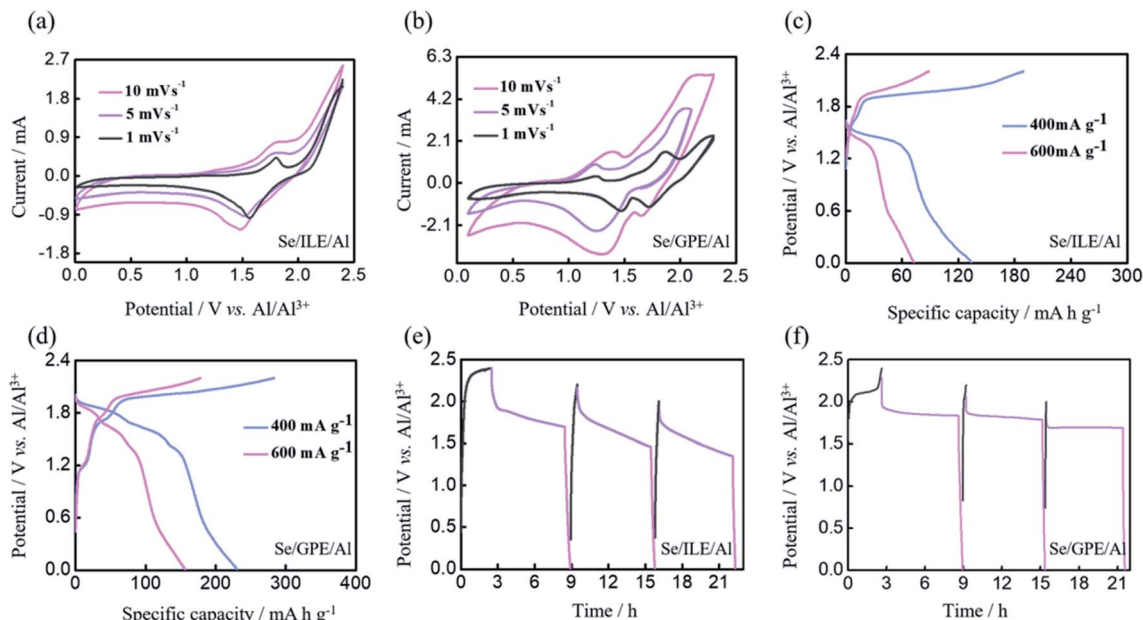 (a)
2.7
1.8
0.9
0.0
-0.9
-1.8
Current / mA
10 mVs⁻¹
5 mVs⁻¹
1 mVs⁻¹
Se/ILE/Al
0.0 0.5 1.0 1.5 2.0 2.5
Potential / V vs. Al/Al³⁺
(b)
6.3
4.2
2.1
0.0
-2.1
Current / mA
10 mVs⁻¹
5 mVs⁻¹
1 mVs⁻¹
Se/GPE/Al
0.0 0.5 1.0 1.5 2.0 2.5
Potential / V vs. Al/Al³⁺
(c)
2.4
1.8
1.2
0.6
0.0
Potential / V vs. Al/Al³⁺
400mA g⁻¹
600mA g⁻¹
Se/ILE/Al
0 60 120 180 240 300
Specific capacity / mA h g⁻¹
(d)
2.4
1.8
1.2
0.6
0.0
Potential / V vs. Al/Al³⁺
400 mA g⁻¹
600 mA g⁻¹
Se/GPE/Al
0 100 200 300 400
Specific capacity / mA h g⁻¹
(e)
2.5
2.0
1.5
1.0
0.5
0.0
Potential / V vs. Al/Al³⁺
Se/ILE/Al
0 3 6 9 12 15 18 21
Time / h
(f)
2.5
2.0
1.5
1.0
0.5
0.0
Potential / V vs. Al/Al³⁺
Se/GPE/Al
0 3 6 9 12 15 18 21
Time / h